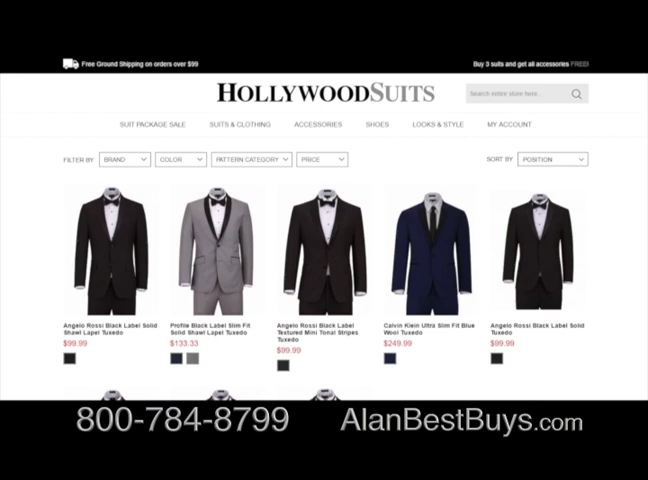 Free Ground Shipping on orders over $99
Buy 3 suits and get all accessories FREE!
HOLLYWOODSUITS
Search entire store here...
SUIT PACKAGE SALE SUITS & CLOTHING ACCESSORIES SHOES LOOKS & STYLE MY ACCOUNT
FILTER BY BRAND COLOR PATTERN CATEGORY PRICE SORT BY POSITION
Angelo Rossi Black Label Solid
Shawl Lapel Tuxedo
$99.99
Profile Black Label Slim Fit
Solid Shawl Lapel Tuxedo
$133.33
Angelo Rossi Black Label
Textured Mini Tonal Stripes
Tuxedo
$99.99
Calvin Klein Ultra Slim Fit Blue
Wool Tuxedo
$249.99
Angelo Rossi Black Label Solid
Tuxedo
$99.99
800-784-8799 AlanBestBuys.com